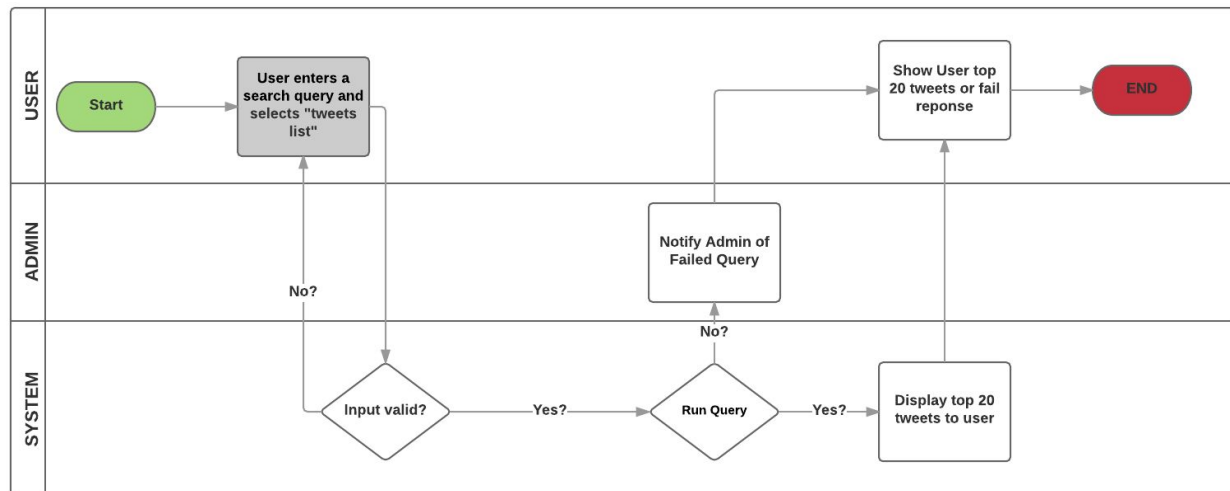 USER
Start
User enters a
search query and
selects "tweets
list"
Show User top
20 tweets or fail
reponse
END
ADMIN
Notify Admin of
Failed Query
No?
No?
SYSTEM
Input valid?
Yes?
Run Query
Yes?
Display top 20
tweets to user